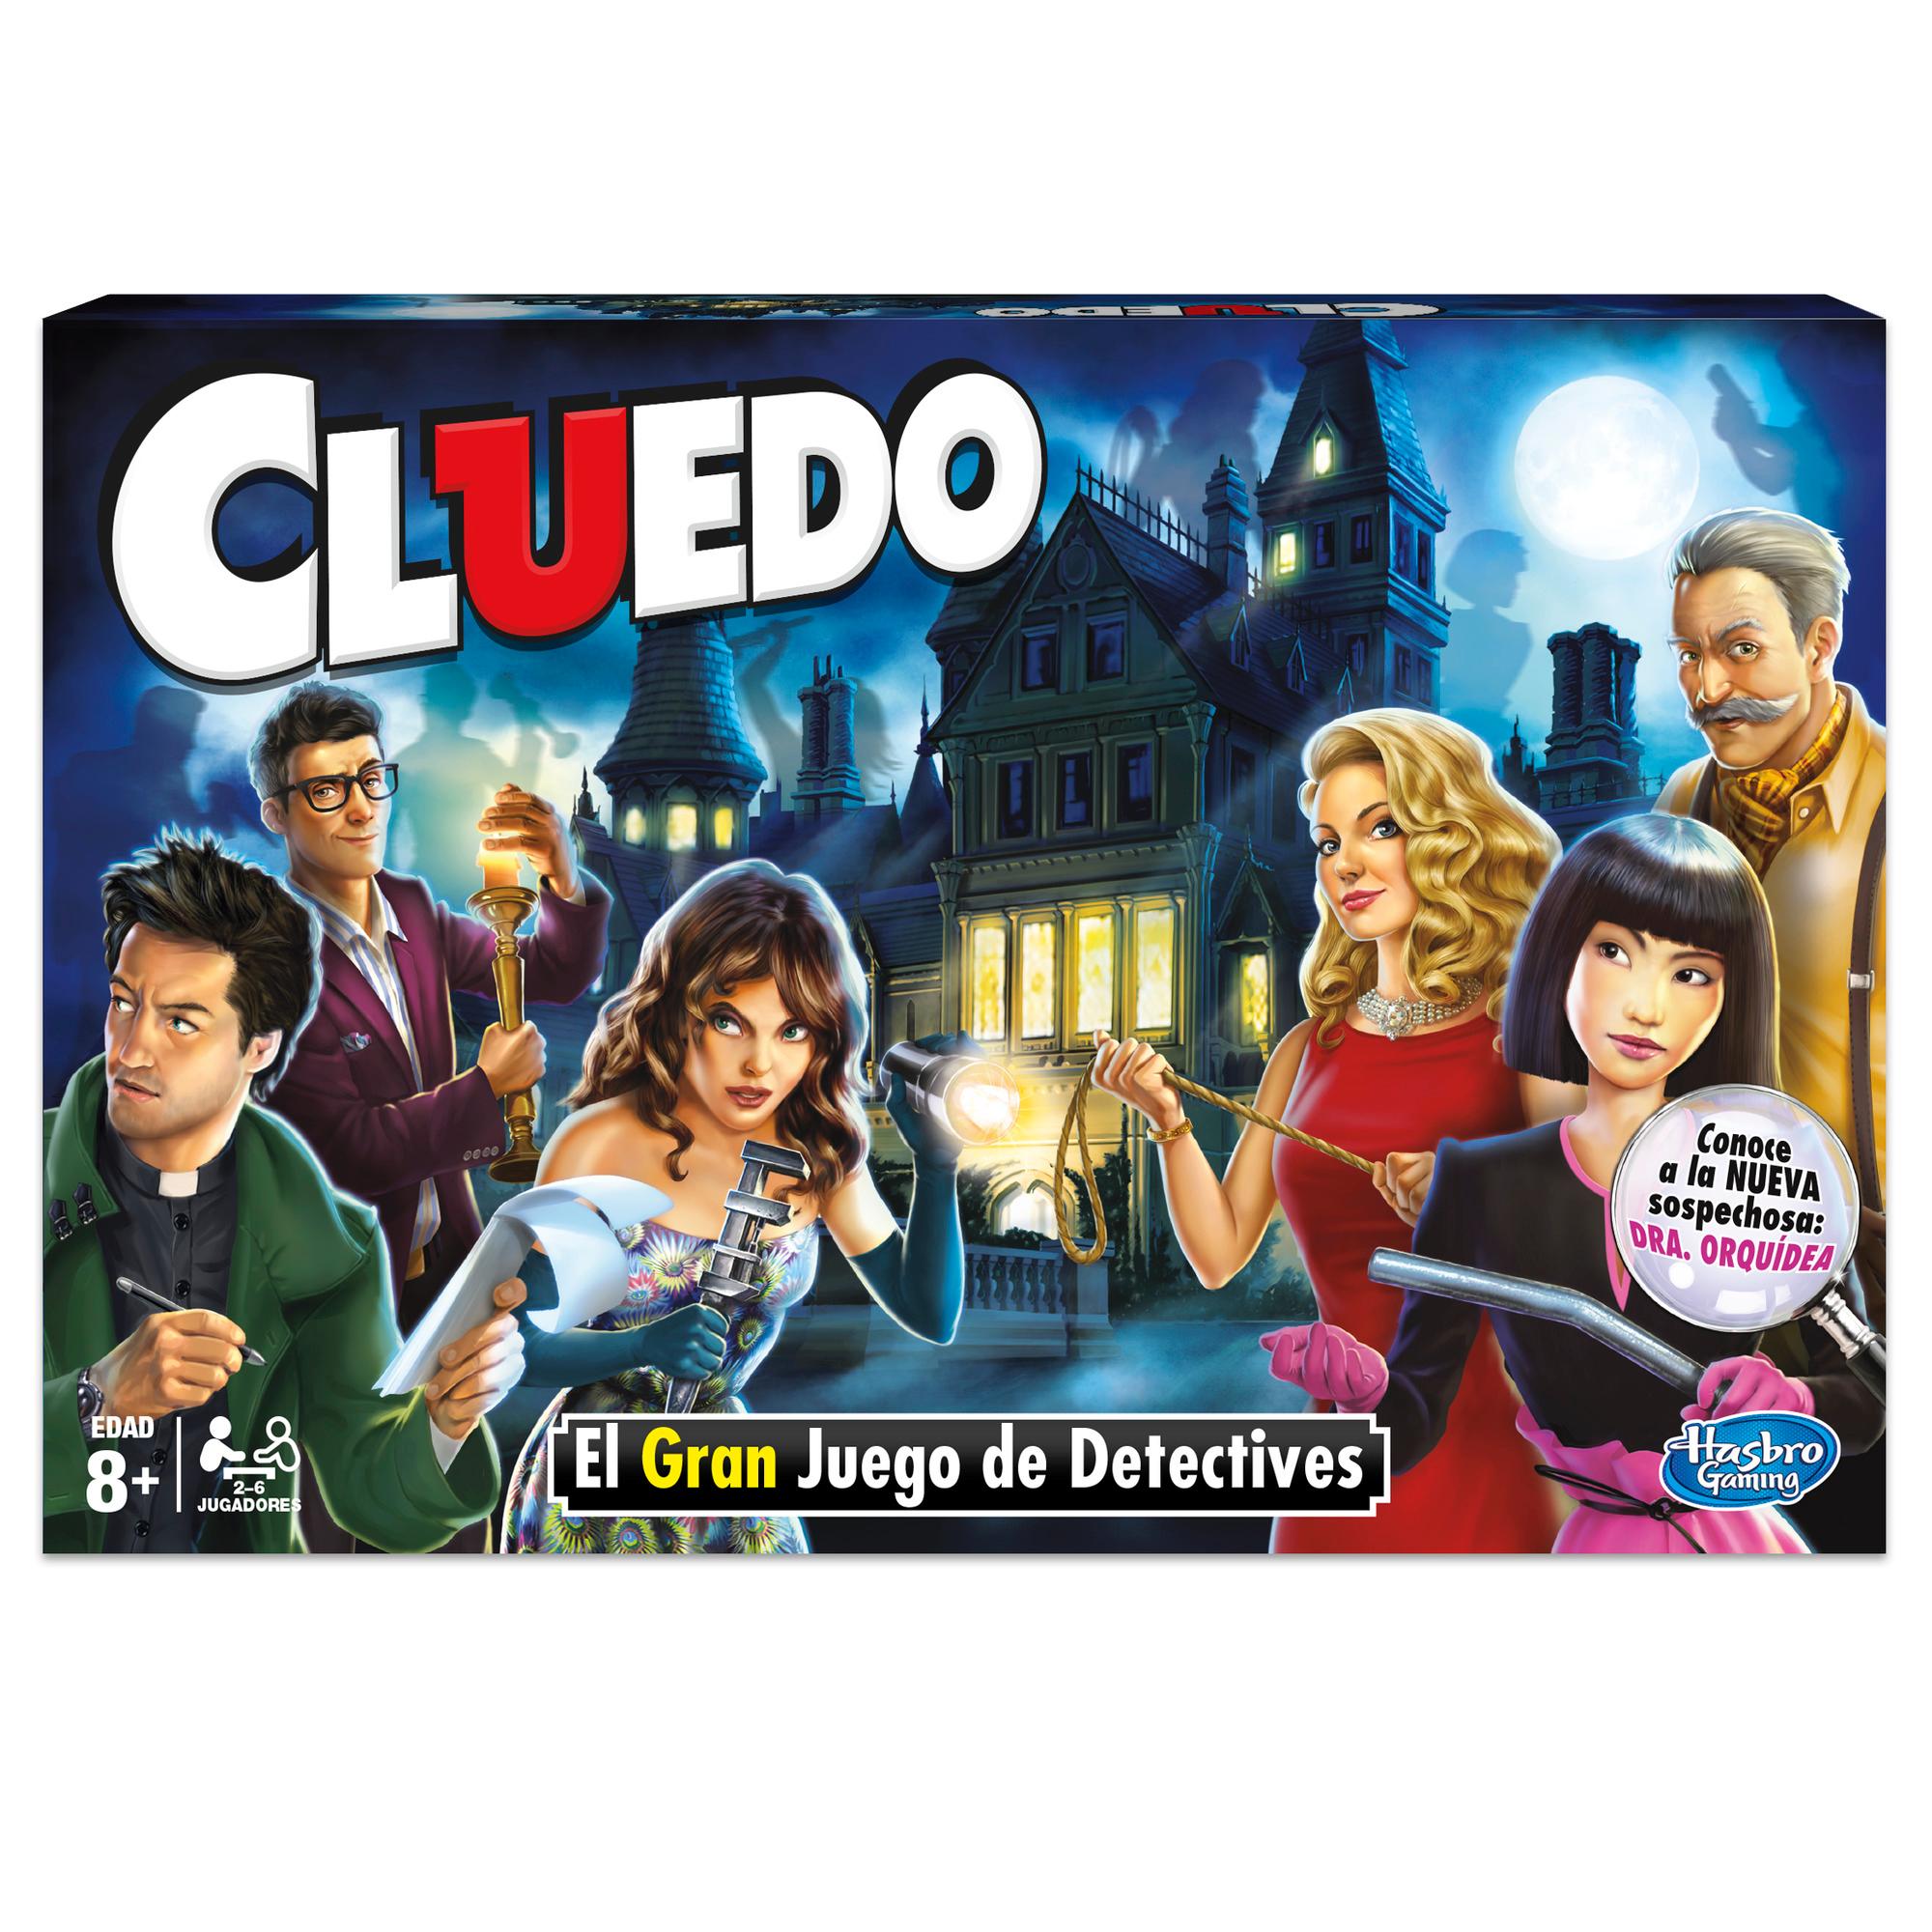 CLUEDO
CLUEDO
Conoce
a la NUEVA
sospechosa:
DRA. ORQUÍDEA
EDAD
8+
2-6
JUGADORES
El Gran Juego de Detectives
Hasbro
Gaming